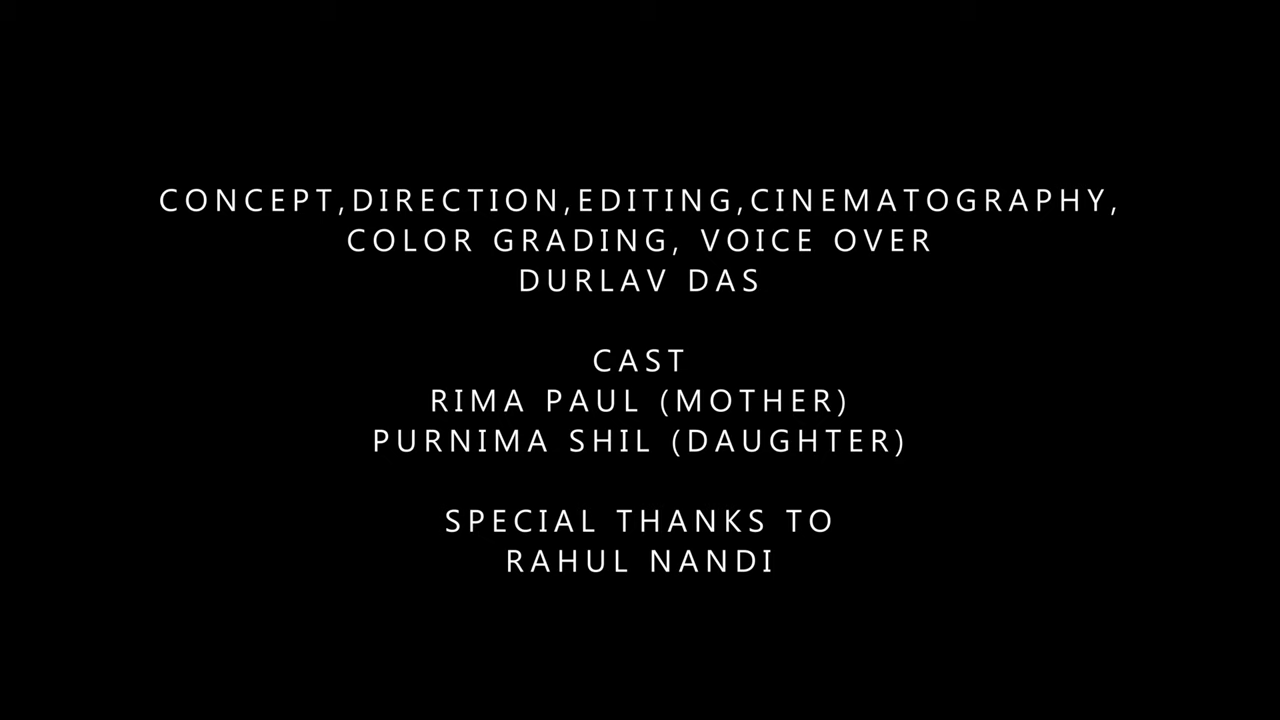 CONCEPT,DIRECTION,EDITING,CINEMATOGRAPHY,
COLOR GRADING, VOICE OVER
DURLAV DAS
CAST
RIMA PAUL (MOTHER)
PURNIMA SHIL (DAUGHTER)
SPECIAL THANKS TO
RAHUL NANDI